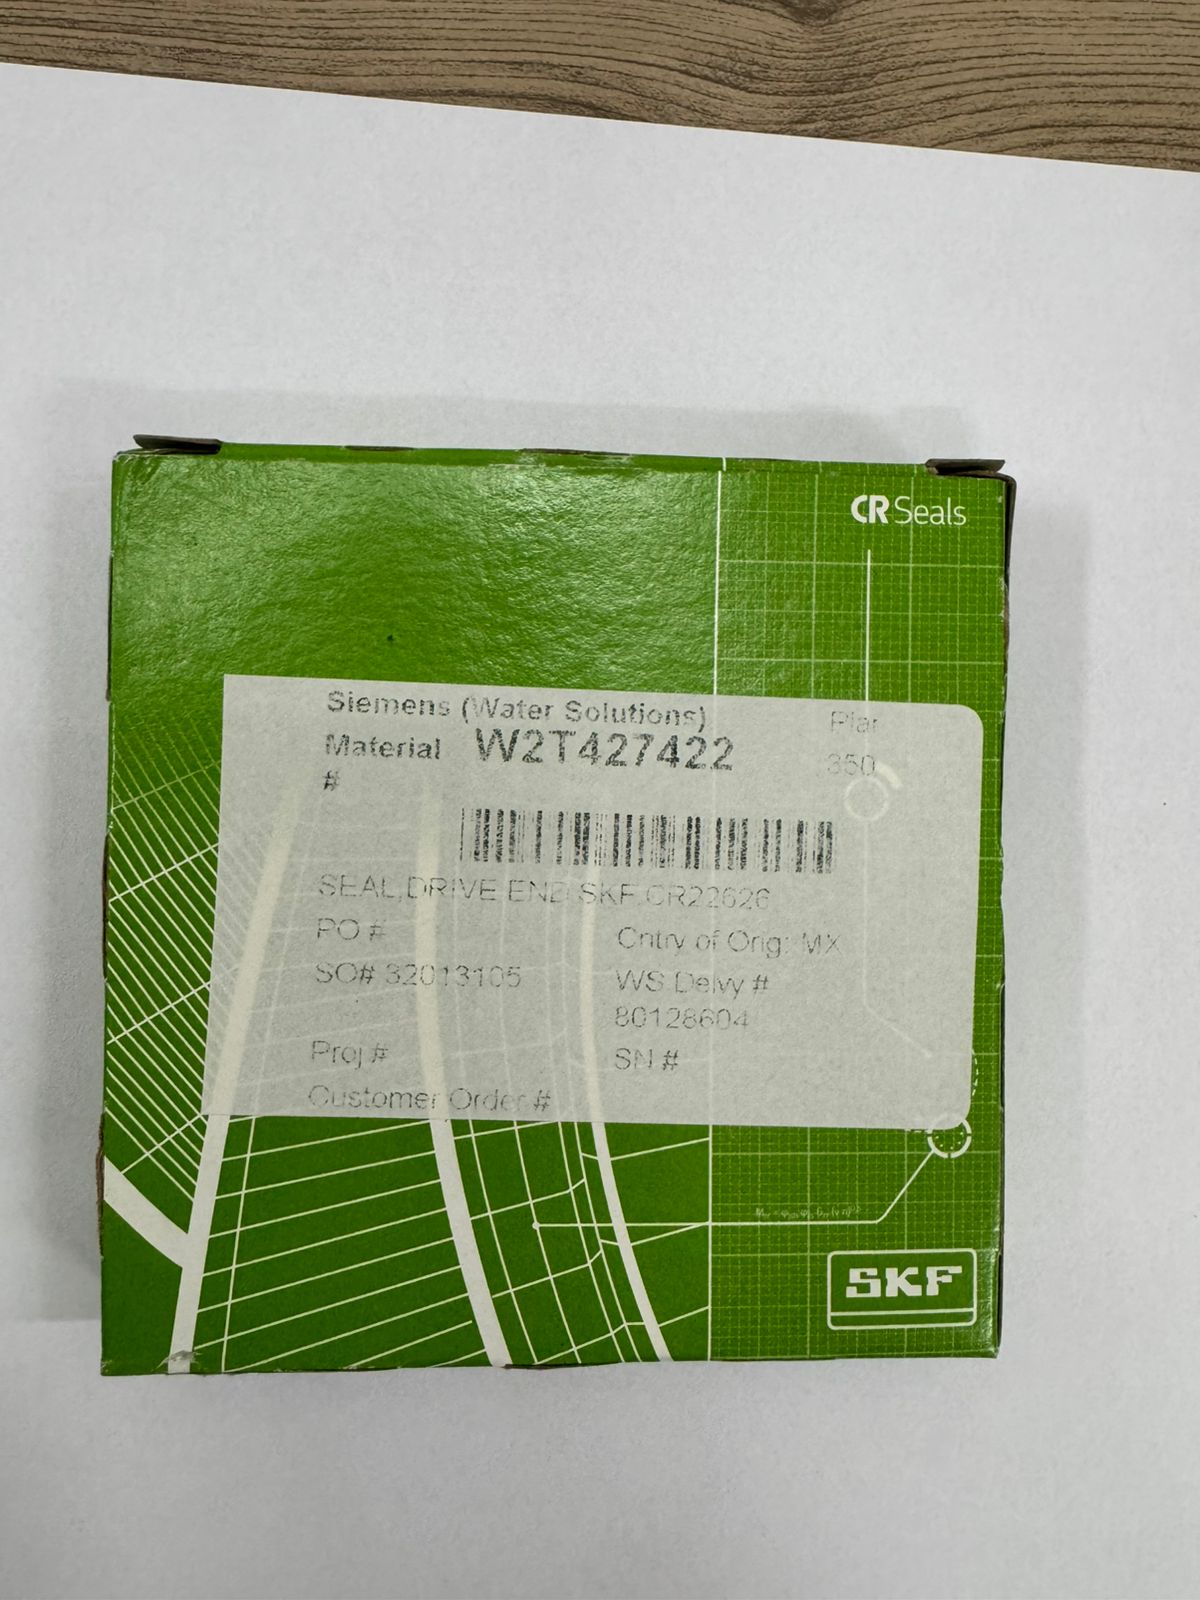 CR Seals
Siemens (Water Solutions)
Material # W2T427422
350
SEAL,DRIVE END,SKF,CR22626
PO #
Cntry of Orig: MX
SO# 32013105
WS Delvy #
80128604
Proj #
SN #
Customer Order #
SKF